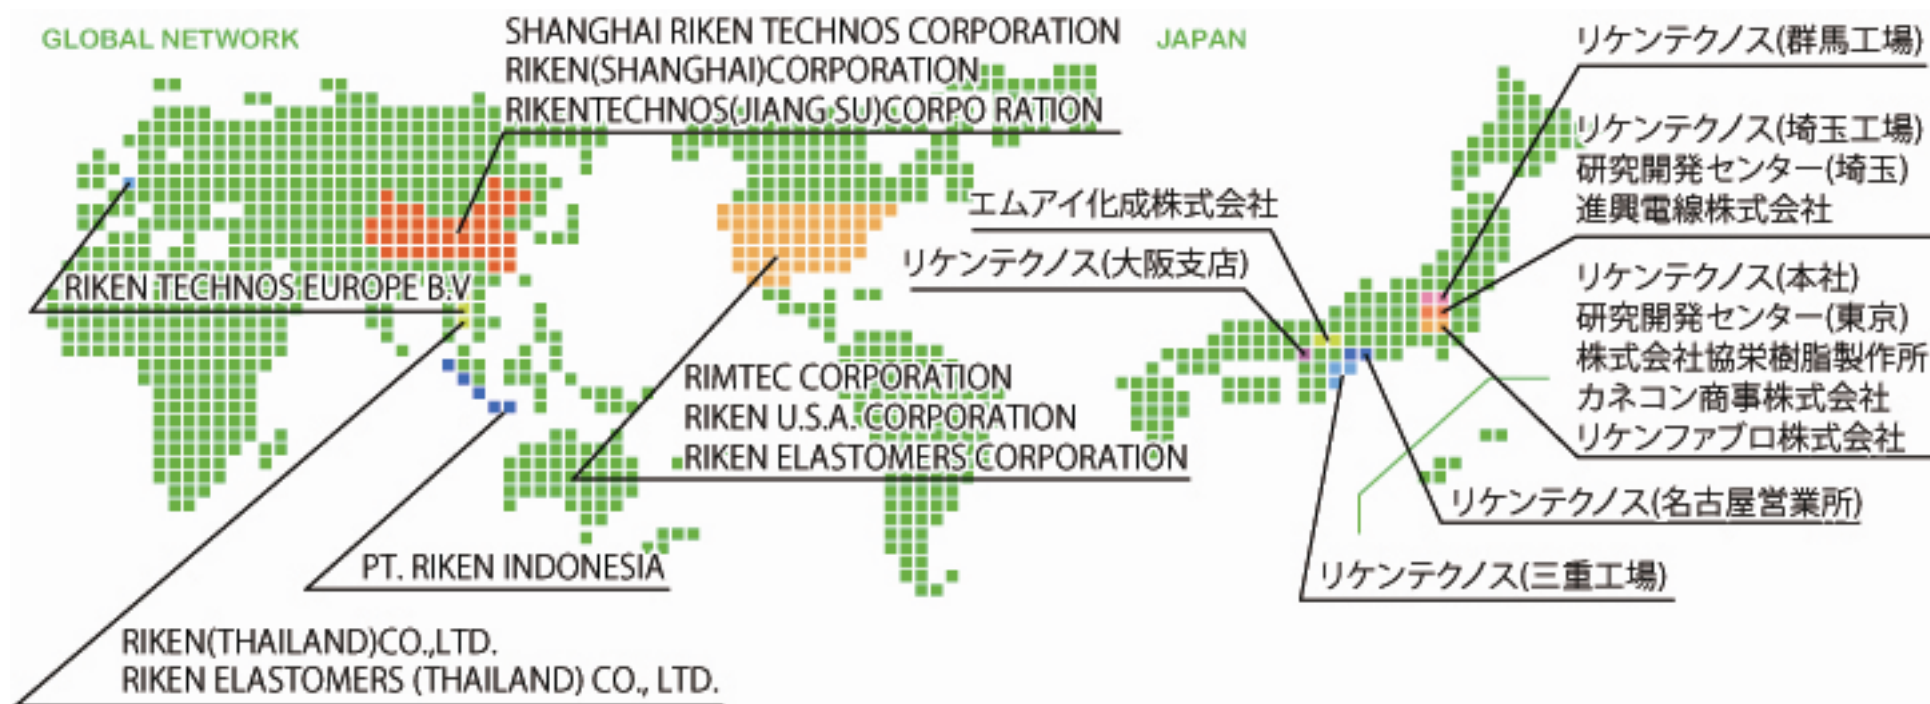 GLOBAL NETWORK
SHANGHAI RIKEN TECHNOS CORPORATION
RIKEN(SHANGHAI)CORPORATION
RIKENTECHNOS(JIANG SU)CORPO RATION
RIKEN TECHNOS EUROPE B.V
RIMTEC CORPORATION
RIKEN U.S.A. CORPORATION
RIKEN ELASTOMERS CORPORATION
PT. RIKEN INDONESIA
RIKEN(THAILAND)CO.,LTD.
RIKEN ELASTOMERS (THAILAND) CO., LTD.
JAPAN
リケンテクノス(群馬工場)
リケンテクノス(埼玉工場)
研究開発センター(埼玉)
進興電線株式会社
エムアイ化成株式会社
リケンテクノス(大阪支店)
リケンテクノス(本社)
研究開発センター(東京)
株式会社協栄樹脂製作所
カネコン商事株式会社
リケンファブロ株式会社
リケンテクノス(名古屋営業所)
リケンテクノス(三重工場)